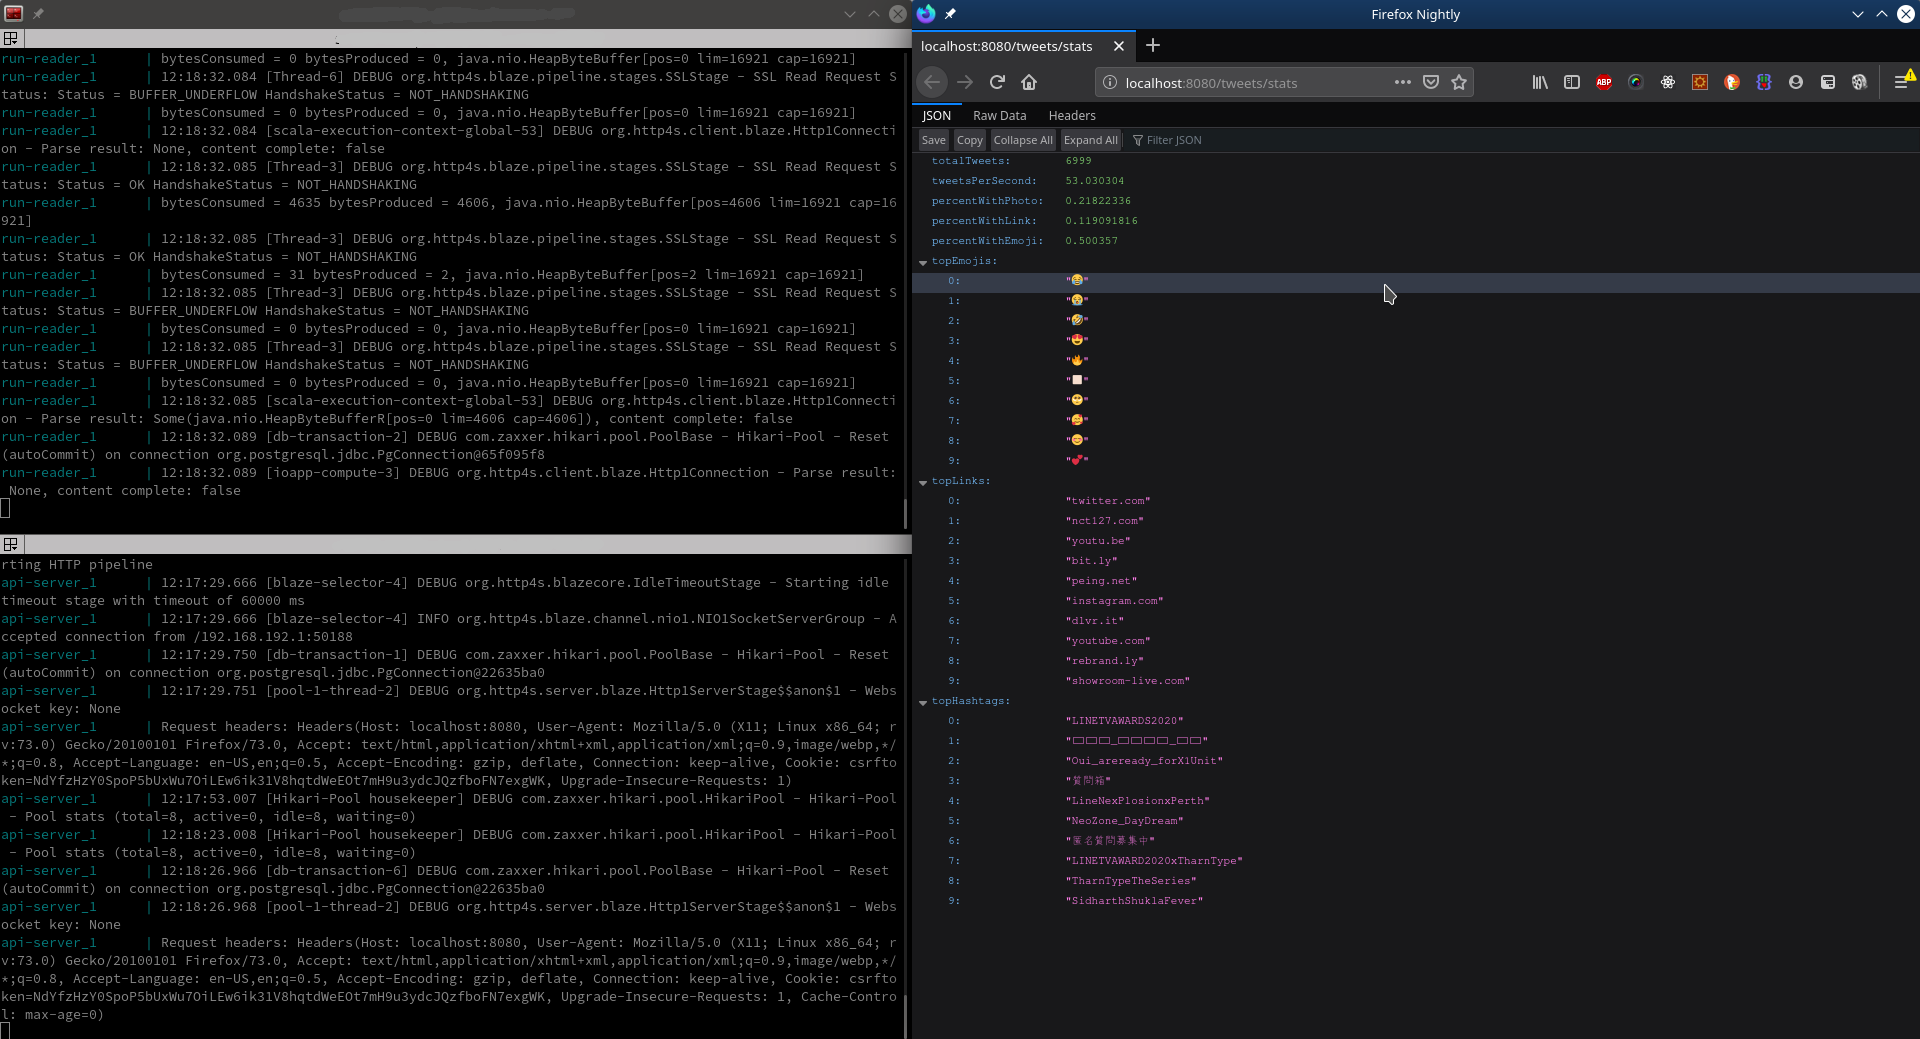 run-reader_1      | bytesConsumed = 0 bytesProduced = 0, java.nio.HeapByteBuffer[pos=0 lim=16921 cap=16921]
run-reader_1      | 12:18:32.084 [Thread-6] DEBUG org.http4s.blaze.pipeline.stages.SSLStage - SSL Read Request S
tatus: Status = BUFFER_UNDERFLOW HandshakeStatus = NOT_HANDSHAKING
run-reader_1      | bytesConsumed = 0 bytesProduced = 0, java.nio.HeapByteBuffer[pos=0 lim=16921 cap=16921]
run-reader_1      | 12:18:32.084 [scala-execution-context-global-53] DEBUG org.http4s.client.blaze.Http1Connecti
on - Parse result: None, content complete: false
run-reader_1      | 12:18:32.085 [Thread-3] DEBUG org.http4s.blaze.pipeline.stages.SSLStage - SSL Read Request S
tatus: Status = OK HandshakeStatus = NOT_HANDSHAKING
run-reader_1      | bytesConsumed = 4635 bytesProduced = 4606, java.nio.HeapByteBuffer[pos=4606 lim=16921 cap=16
921]
run-reader_1      | 12:18:32.085 [Thread-3] DEBUG org.http4s.blaze.pipeline.stages.SSLStage - SSL Read Request S
tatus: Status = OK HandshakeStatus = NOT_HANDSHAKING
run-reader_1      | bytesConsumed = 31 bytesProduced = 2, java.nio.HeapByteBuffer[pos=2 lim=16921 cap=16921]
run-reader_1      | 12:18:32.085 [Thread-3] DEBUG org.http4s.blaze.pipeline.stages.SSLStage - SSL Read Request S
tatus: Status = BUFFER_UNDERFLOW HandshakeStatus = NOT_HANDSHAKING
run-reader_1      | bytesConsumed = 0 bytesProduced = 0, java.nio.HeapByteBuffer[pos=0 lim=16921 cap=16921]
run-reader_1      | 12:18:32.085 [Thread-3] DEBUG org.http4s.blaze.pipeline.stages.SSLStage - SSL Read Request S
tatus: Status = BUFFER_UNDERFLOW HandshakeStatus = NOT_HANDSHAKING
run-reader_1      | bytesConsumed = 0 bytesProduced = 0, java.nio.HeapByteBuffer[pos=0 lim=16921 cap=16921]
run-reader_1      | 12:18:32.085 [scala-execution-context-global-53] DEBUG org.http4s.client.blaze.Http1Connecti
on - Parse result: Some(java.nio.HeapByteBufferR[pos=0 lim=4606 cap=4606]), content complete: false
run-reader_1      | 12:18:32.089 [db-transaction-2] DEBUG com.zaxxer.hikari.pool.PoolBase - Hikari-Pool - Reset
(autoCommit) on connection org.postgresql.jdbc.PgConnection@65f095f8
run-reader_1      | 12:18:32.089 [ioapp-compute-3] DEBUG org.http4s.client.blaze.Http1Connection - Parse result:
 None, content complete: false
rting HTTP pipeline
api-server_1      | 12:17:29.666 [blaze-selector-4] DEBUG org.http4s.blazecore.IdleTimeoutStage - Starting idle
timeout stage with timeout of 60000 ms
api-server_1      | 12:17:29.666 [blaze-selector-4] INFO org.http4s.blaze.channel.nio1.NIO1SocketServerGroup - A
ccepted connection from /192.168.192.1:50188
api-server_1      | 12:17:29.750 [db-transaction-1] DEBUG com.zaxxer.hikari.pool.PoolBase - Hikari-Pool - Reset
(autoCommit) on connection org.postgresql.jdbc.PgConnection@22635ba0
api-server_1      | 12:17:29.751 [pool-1-thread-2] DEBUG org.http4s.server.blaze.Http1ServerStage$$anon$1 - Webs
ocket key: None
api-server_1      | Request headers: Headers(Host: localhost:8080, User-Agent: Mozilla/5.0 (X11; Linux x86_64; r
v:73.0) Gecko/20100101 Firefox/73.0, Accept: text/html,application/xhtml+xml,application/xml;q=0.9,image/webp,*/
*;q=0.8, Accept-Language: en-US,en;q=0.5, Accept-Encoding: gzip, deflate, Connection: keep-alive, Cookie: csrfto
ken=NdYfzHzY0SpoP5bUxWu7OiLEw6ik31V8hqtdWeEOt7mH9u3ydcJQzfboFN7exgWK, Upgrade-Insecure-Requests: 1)
api-server_1      | 12:17:53.007 [Hikari-Pool housekeeper] DEBUG com.zaxxer.hikari.pool.HikariPool - Hikari-Pool
 - Pool stats (total=8, active=0, idle=8, waiting=0)
api-server_1      | 12:18:23.008 [Hikari-Pool housekeeper] DEBUG com.zaxxer.hikari.pool.HikariPool - Hikari-Pool
 - Pool stats (total=8, active=0, idle=8, waiting=0)
api-server_1      | 12:18:26.966 [db-transaction-6] DEBUG com.zaxxer.hikari.pool.PoolBase - Hikari-Pool - Reset
(autoCommit) on connection org.postgresql.jdbc.PgConnection@22635ba0
api-server_1      | 12:18:26.968 [pool-1-thread-2] DEBUG org.http4s.server.blaze.Http1ServerStage$$anon$1 - Webs
ocket key: None
api-server_1      | Request headers: Headers(Host: localhost:8080, User-Agent: Mozilla/5.0 (X11; Linux x86_64; r
v:73.0) Gecko/20100101 Firefox/73.0, Accept: text/html,application/xhtml+xml,application/xml;q=0.9,image/webp,*/
*;q=0.8, Accept-Language: en-US,en;q=0.5, Accept-Encoding: gzip, deflate, Connection: keep-alive, Cookie: csrfto
ken=NdYfzHzY0SpoP5bUxWu7OiLEw6ik31V8hqtdWeEOt7mH9u3ydcJQzfboFN7exgWK, Upgrade-Insecure-Requests: 1, Cache-Contro
l: max-age=0)
Firefox Nightly
localhost:8080/tweets/stats
localhost:8080/tweets/stats
ABP
JSON Raw Data Headers
Save Copy Collapse All Expand All Filter JSON
totalTweets: 6999
tweetsPerSecond: 53.030304
percentWithPhoto: 0.21822336
percentWithLink: 0.119091816
percentWithEmoji: 0.500357
topEmojis:
0: "😂"
1: "😭"
2: "🤣"
3: "😍"
4: "🔥"
5: "🏻"
6: "🙄"
7: "🥰"
8: "😊"
9: "💕"
topLinks:
0: "twitter.com"
1: "nct127.com"
2: "youtu.be"
3: "bit.ly"
4: "peing.net"
5: "instagram.com"
6: "dlvr.it"
7: "youtube.com"
8: "rebrand.ly"
9: "showroom-live.com"
topHashtags:
0: "LINETVAWARDS2020"
1: "▭▭▭_▭▭▭▭_▭▭"
2: "Oui_areready_forX1Unit"
3: "質問箱"
4: "LineNexPlosionxPerth"
5: "NeoZone_DayDream"
6: "匿名質問募集中"
7: "LINETVAWARD2020xTharnType"
8: "TharnTypeTheSeries"
9: "SidharthShuklaFever"